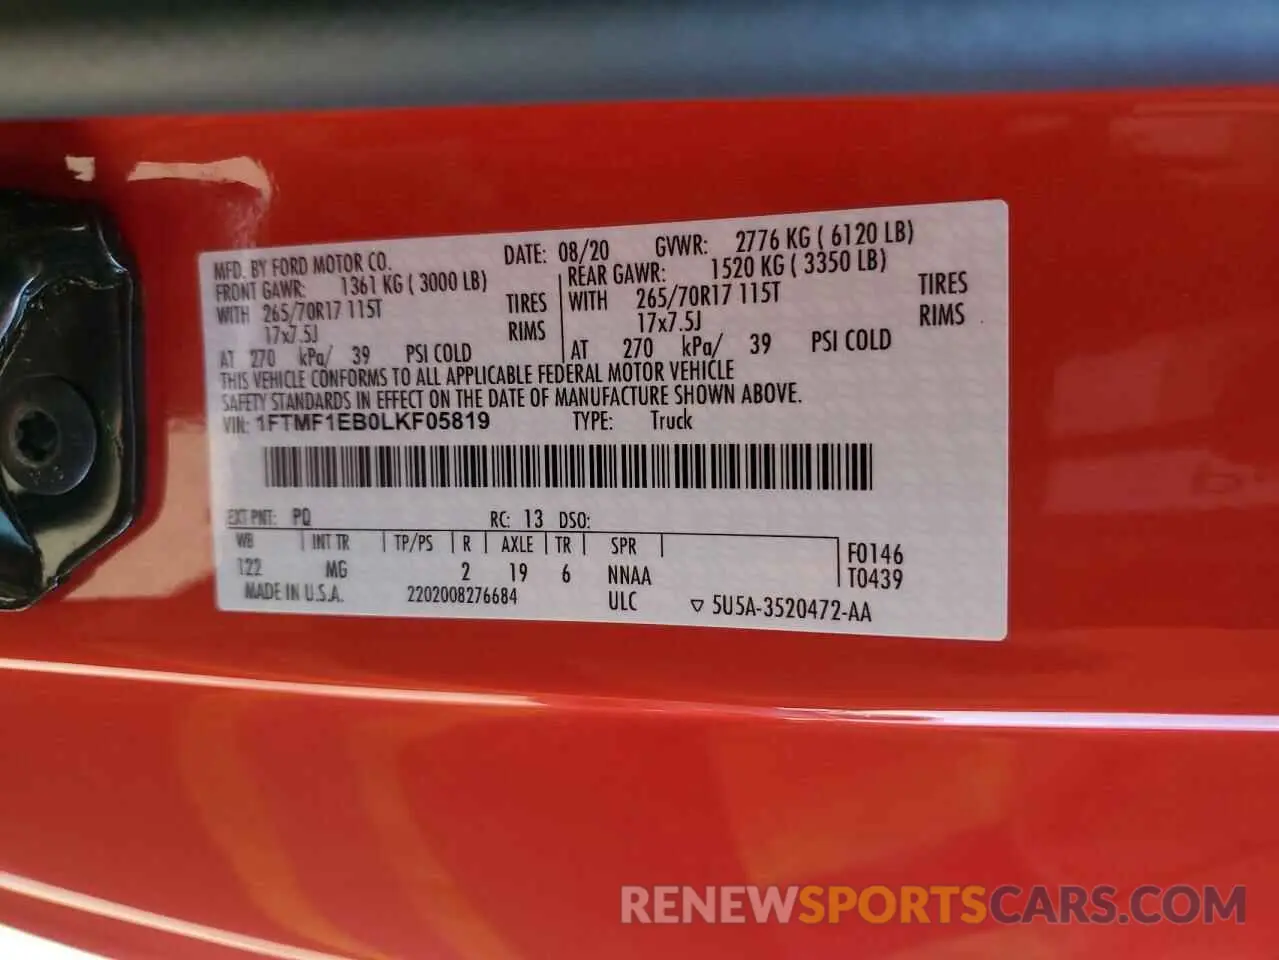 MFD. BY FORD MOTOR CO. DATE: 08/20 GVWR: 2776 KG ( 6120 LB)
FRONT GAWR: 1361 KG ( 3000 LB) REAR GAWR: 1520 KG ( 3350 LB)
WITH 265/70R17 115T TIRES WITH 265/70R17 115T TIRES
17x7.5J RIMS 17x7.5J RIMS
AT 270 kPa/ 39 PSI COLD AT 270 kPa/ 39 PSI COLD
THIS VEHICLE CONFORMS TO ALL APPLICABLE FEDERAL MOTOR VEHICLE
SAFETY STANDARDS IN EFFECT ON THE DATE OF MANUFACTURE SHOWN ABOVE.
VIN: 1FTMF1EB0LKF05819 TYPE: Truck
EXT PNT: PQ RC: 13 DSO:
WB INT TR TP/PS R AXLE TR SPR F0146
122 MG 2 19 6 NNAA T0439
MADE IN U.S.A. 2202008276684 ULC ▽ 5U5A-3520472-AA
RENEWSPORTSCARS.COM